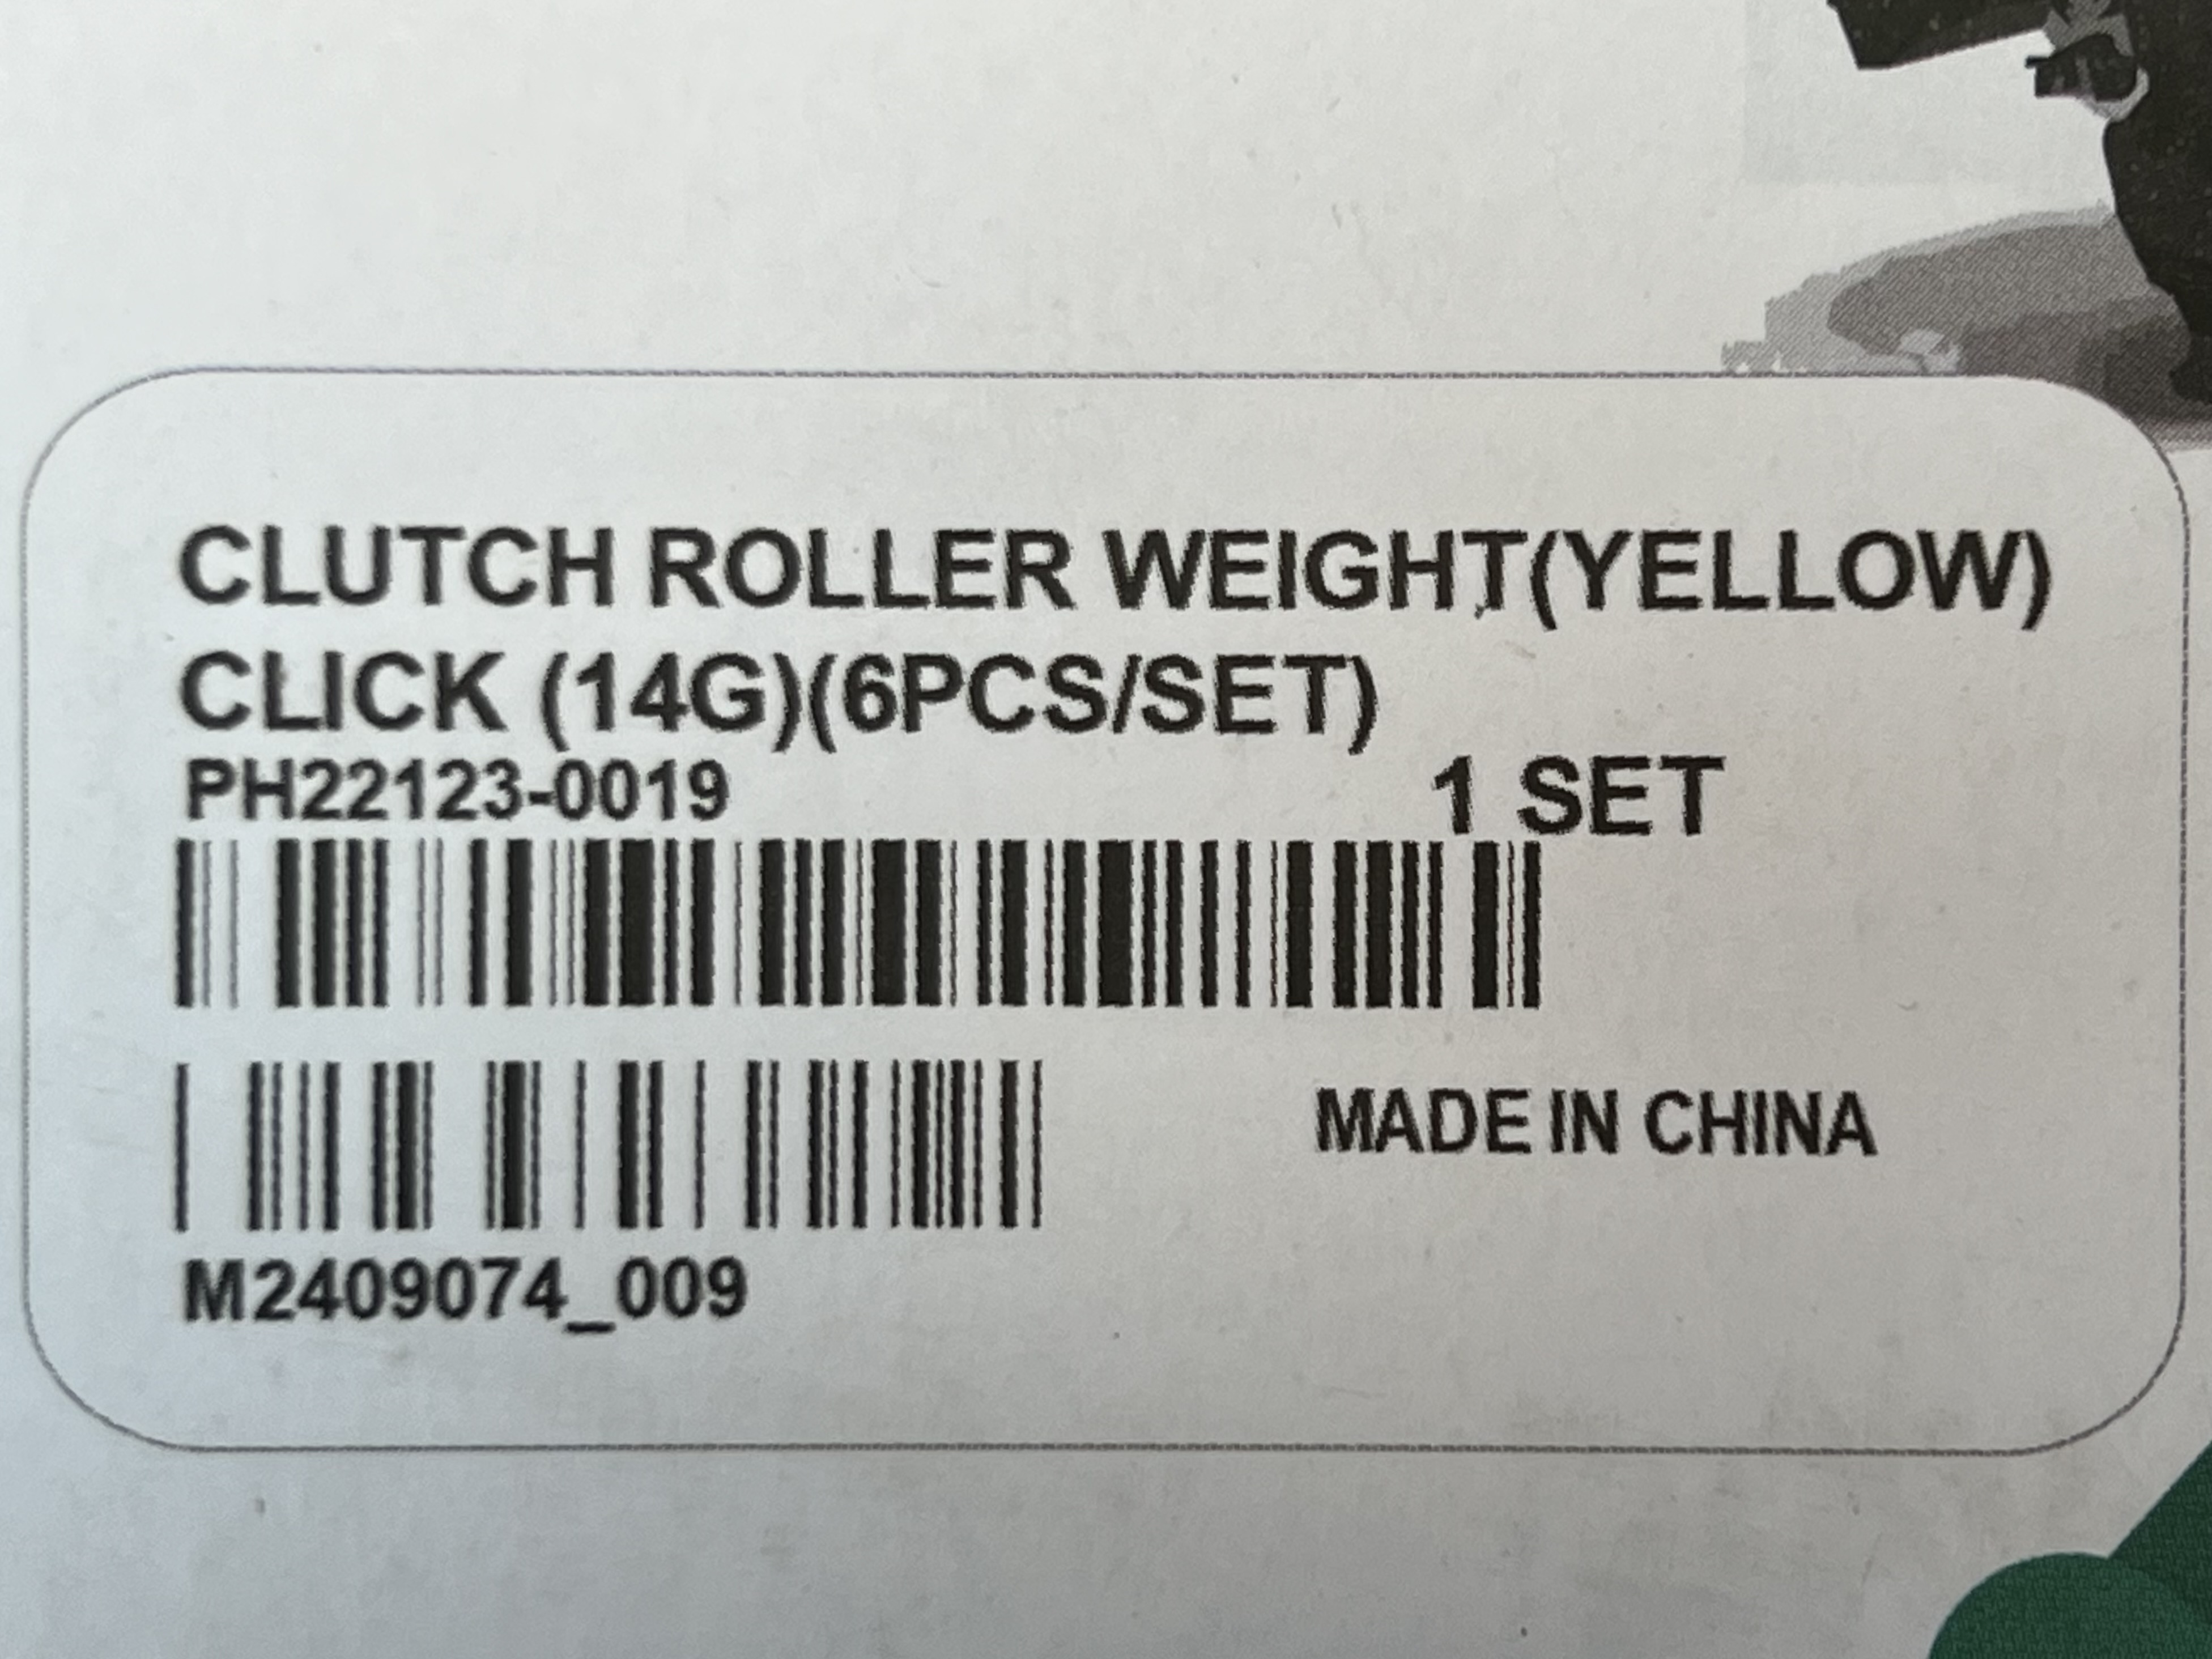 CLUTCH ROLLER WEIGHT(YELLOW)
CLICK (14G)(6PCS/SET)
PH22123-0019
1 SET
MADE IN CHINA
M2409074_009